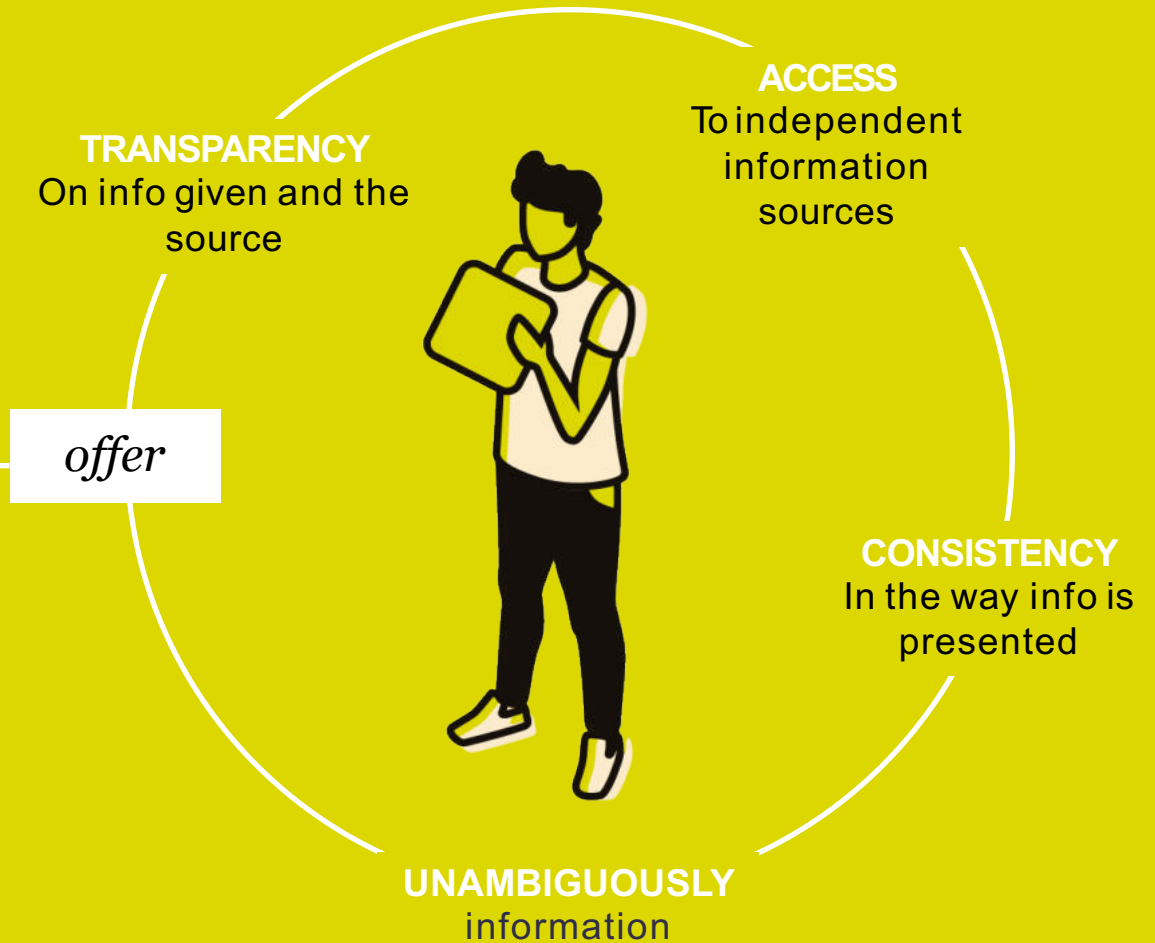 TRANSPARENCY
On info given and the
source
ACCESS
To independent
information
sources
offer
CONSISTENCY
In the way info is
presented
UNAMBIGUOUSLY
information